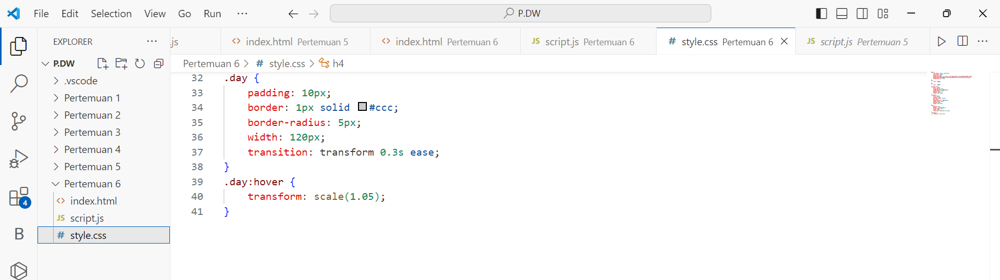 File Edit Selection View Go Run ··· P.DW
EXPLORER ···
.js
index.html Pertemuan 5
index.html Pertemuan 6
JS script.js Pertemuan 6
# style.css Pertemuan 6
JS script.js Pertemuan 5
P.DW
.vscode
Pertemuan 1
Pertemuan 2
Pertemuan 3
Pertemuan 4
Pertemuan 5
Pertemuan 6
<> index.html
JS script.js
# style.css
4
B
Pertemuan 6 > # style.css > h4
32 .day {
33 padding: 10px;
34 border: 1px solid #ccc;
35 border-radius: 5px;
36 width: 120px;
37 transition: transform 0.3s ease;
38 }
39 .day:hover {
40 transform: scale(1.05);
41 }